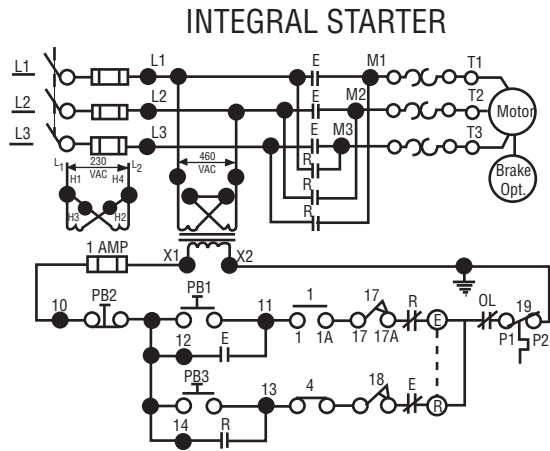 INTEGRAL STARTER
L1 L1 E M1 T1
L2 L2 E M2 T2 Motor
L3 L3 E M3 T3
L1 230 VAC L2
H1 H4
H3 H2
460 VAC
R
R
R
Brake Opt.
1 AMP X1 X2
10 PB2 PB1 11 1 17 R E OL 19
1 1A 17 17A P1 P2
12 E
PB3 13 4 18 E R
14 R